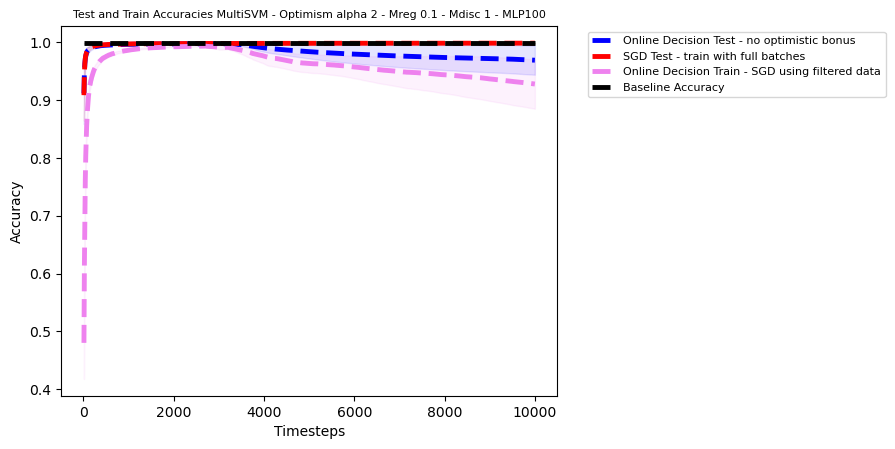 Test and Train Accuracies MultiSVM - Optimism alpha 2 - Mreg 0.1 - Mdisc 1 - MLP100
Online Decision Test - no optimistic bonus
SGD Test - train with full batches
Online Decision Train - SGD using filtered data
Baseline Accuracy
Accuracy
1.0
0.9
0.8
0.7
0.6
0.5
0.4
0 2000 4000 6000 8000 10000
Timesteps